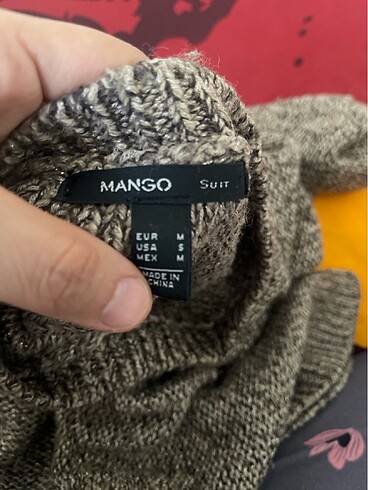 MANGO SUIT
EUR M
USA S
MEX M
MADE IN
CHINA